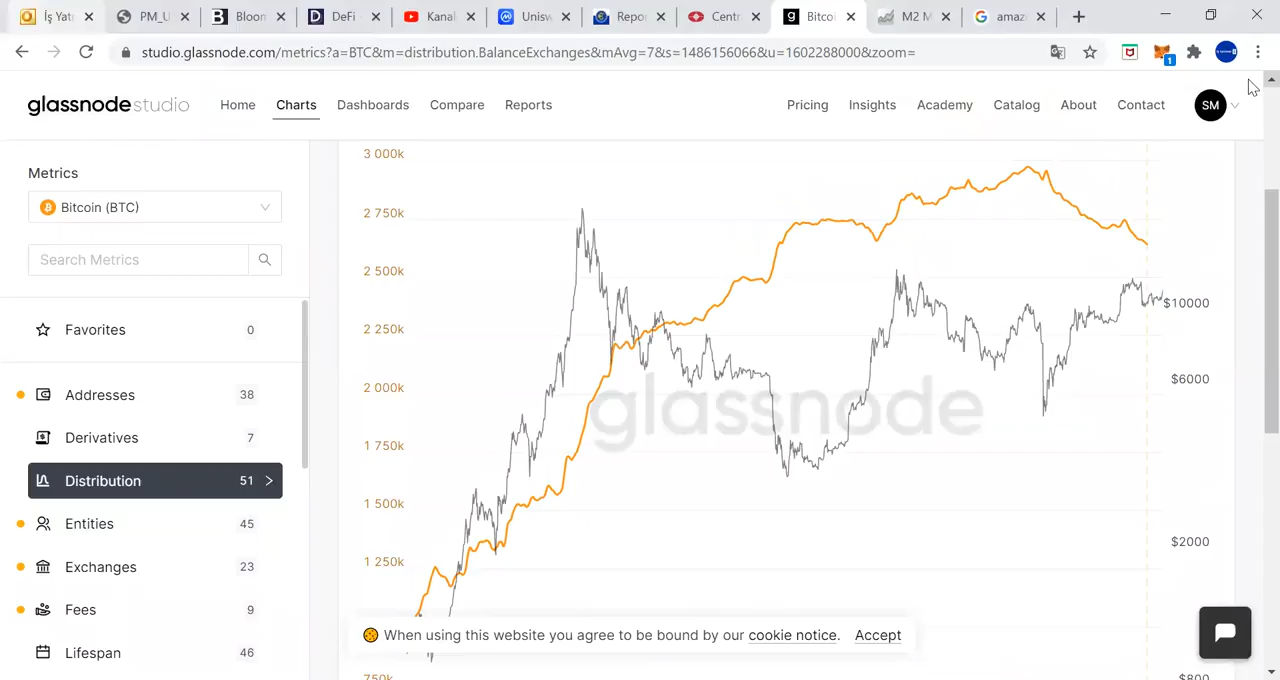 İş Yatı
PM_U
Bloom
DeFi -
Kanal
Unisw
Repor
Centr
Bitcoi
M2 M
amaz
studio.glassnode.com/metrics?a=BTC&m=distribution.BalanceExchanges&mAvg=7&s=1486156066&u=1602288000&zoom=
1
glassnode studio
Home
Charts
Dashboards
Compare
Reports
Pricing
Insights
Academy
Catalog
About
Contact
SM
Metrics
Bitcoin (BTC)
Search Metrics
Favorites 0
Addresses 38
Derivatives 7
Distribution 51
Entities 45
Exchanges 23
Fees 9
Lifespan 46
3 000k
2 750k
2 500k
2 250k
2 000k
1 750k
1 500k
1 250k
750k
$10000
$6000
$2000
$800
glassnode
When using this website you agree to be bound by our cookie notice. Accept